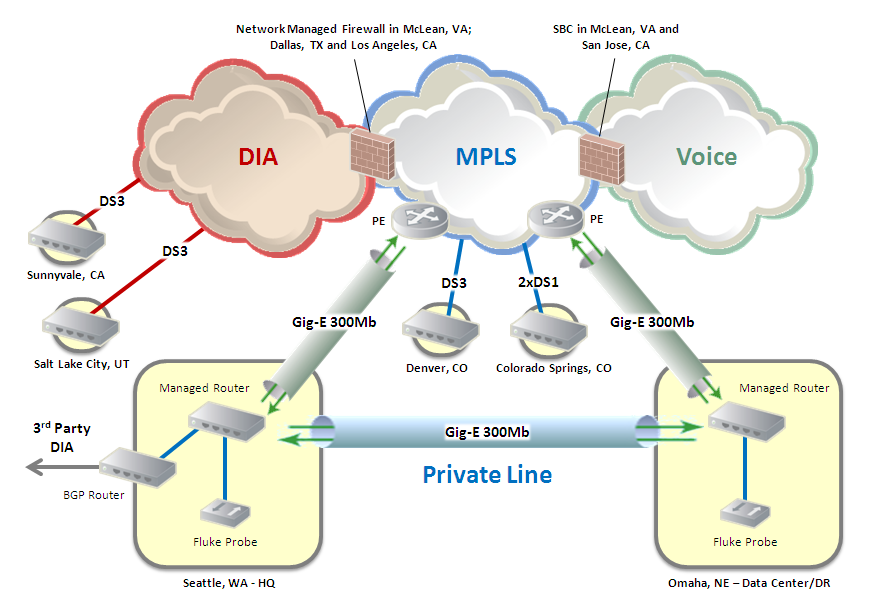 Network Managed Firewall in McLean, VA;
Dallas, TX and Los Angeles, CA
SBC in McLean, VA and
San Jose, CA
DIA
MPLS
Voice
DS3
PE
PE
Sunnyvale, CA
DS3
DS3
2xDS1
Gig-E 300Mb
Gig-E 300Mb
Salt Lake City, UT
Denver, CO
Colorado Springs, CO
Managed Router
Managed Router
3rd Party
DIA
Gig-E 300Mb
Private Line
BGP Router
Fluke Probe
Fluke Probe
Seattle, WA - HQ
Omaha, NE – Data Center/DR